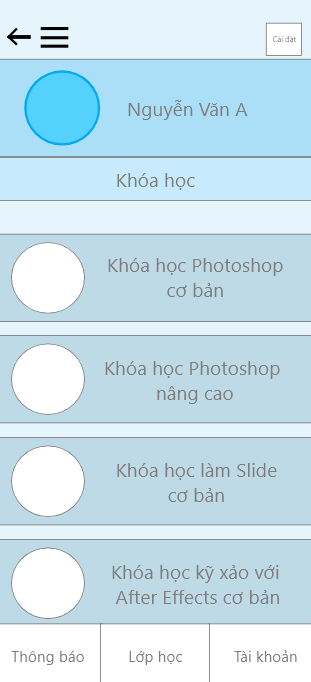 Cài đặt
Nguyễn Văn A
Khóa học
Khóa học Photoshop
cơ bản
Khóa học Photoshop
nâng cao
Khóa học làm Slide
cơ bản
Khóa học kỹ xảo với
After Effects cơ bản
Thông báo
Lớp học
Tài khoản